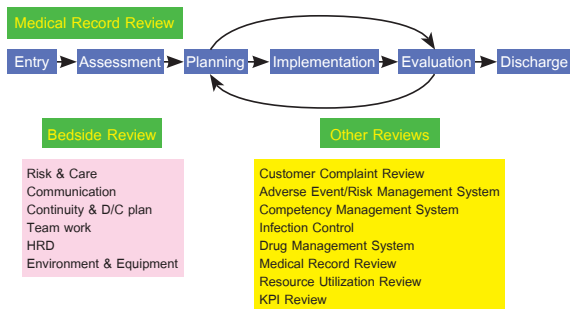 Medical Record Review
Entry Assessment Planning Implementation Evaluation Discharge
Bedside Review
Risk & Care
Communication
Continuity & D/C plan
Team work
HRD
Environment & Equipment
Other Reviews
Customer Complaint Review
Adverse Event/Risk Management System
Competency Management System
Infection Control
Drug Management System
Medical Record Review
Resource Utilization Review
KPI Review